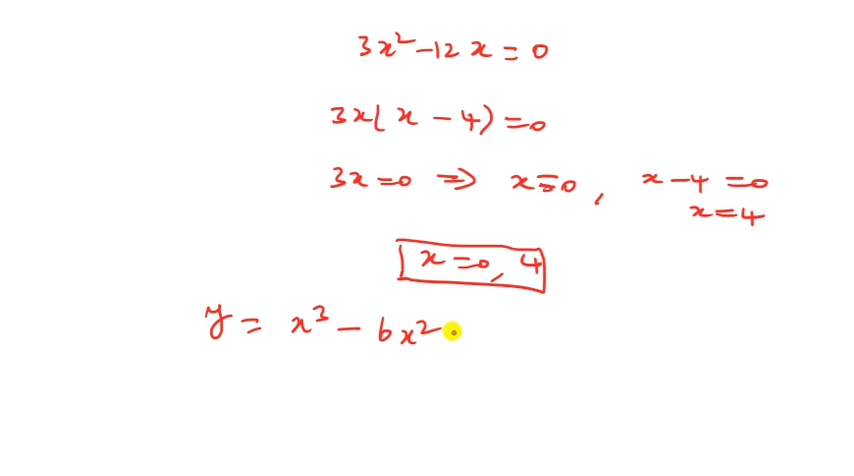 3x² - 12x = 0
3x(x - 4) = 0
3x = 0 ⇒ x = 0, x - 4 = 0
x = 4
x = 0, 4
y = x³ - 6x²